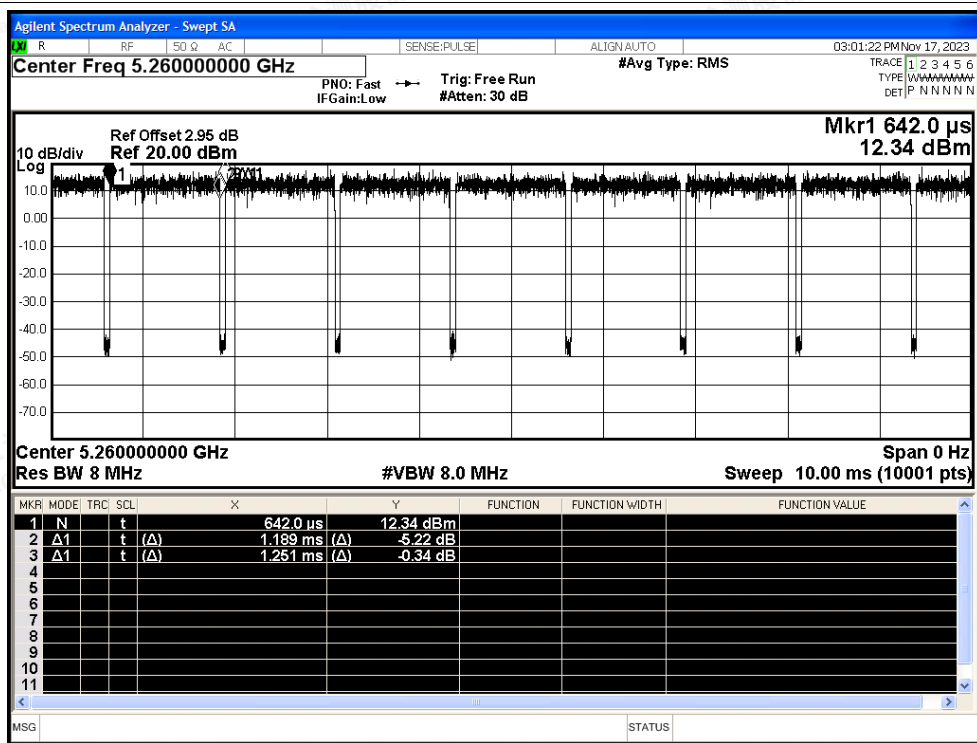 Agilent Spectrum Analyzer - Swept SA
LXI R RF 50 Ω AC SENSE:PULSE ALIGN AUTO 03:01:22 PM Nov 17, 2023
Center Freq 5.260000000 GHz
#Avg Type: RMS
TRACE 1 2 3 4 5 6
PNO: Fast Trig: Free Run
TYPE WWWWWW
IFGain:Low #Atten: 30 dB
DET P N N N N N
Mkr1 642.0 µs
Ref Offset 2.95 dB
10 dB/div Ref 20.00 dBm 12.34 dBm
Log
1
10.0
0.00
-10.0
-20.0
-30.0
-40.0
-50.0
-60.0
-70.0
Center 5.260000000 GHz Span 0 Hz
Res BW 8 MHz #VBW 8.0 MHz Sweep 10.00 ms (10001 pts)
MKR MODE TRC SCL X Y FUNCTION FUNCTION WIDTH FUNCTION VALUE
1 N t 642.0 µs 12.34 dBm
2 Δ1 t (Δ) 1.189 ms (Δ) -5.22 dB
3 Δ1 t (Δ) 1.251 ms (Δ) -0.34 dB
4
5
6
7
8
9
10
11
MSG STATUS